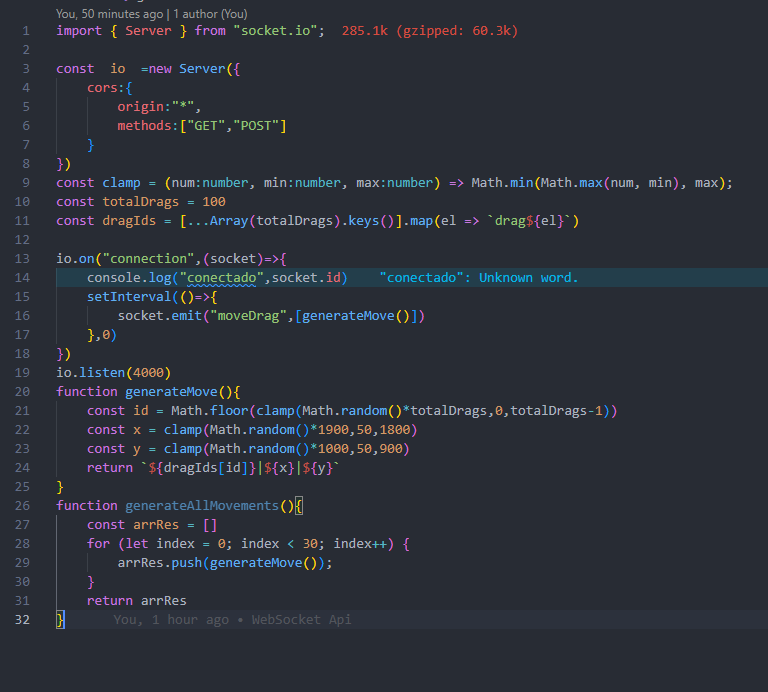 You, 50 minutes ago | 1 author (You)
1 import { Server } from "socket.io"; 285.1k (gzipped: 60.3k)
2
3 const  io  =new Server({
4     cors:{
5         origin:"*",
6         methods:["GET","POST"]
7     }
8 })
9 const clamp = (num:number, min:number, max:number) => Math.min(Math.max(num, min), max);
10 const totalDrags = 100
11 const dragIds = [...Array(totalDrags).keys()].map(el => `drag${el}`)
12
13 io.on("connection",(socket)=>{
14     console.log("conectado",socket.id)    "conectado": Unknown word.
15     setInterval(()=>{
16         socket.emit("moveDrag",[generateMove()])
17     },0)
18 })
19 io.listen(4000)
20 function generateMove(){
21     const id = Math.floor(clamp(Math.random()*totalDrags,0,totalDrags-1))
22     const x = clamp(Math.random()*1900,50,1800)
23     const y = clamp(Math.random()*1000,50,900)
24     return `${dragIds[id]}|${x}|${y}`
25 }
26 function generateAllMovements(){
27     const arrRes = []
28     for (let index = 0; index < 30; index++) {
29         arrRes.push(generateMove());
30     }
31     return arrRes
32 }      You, 1 hour ago • WebSocket Api